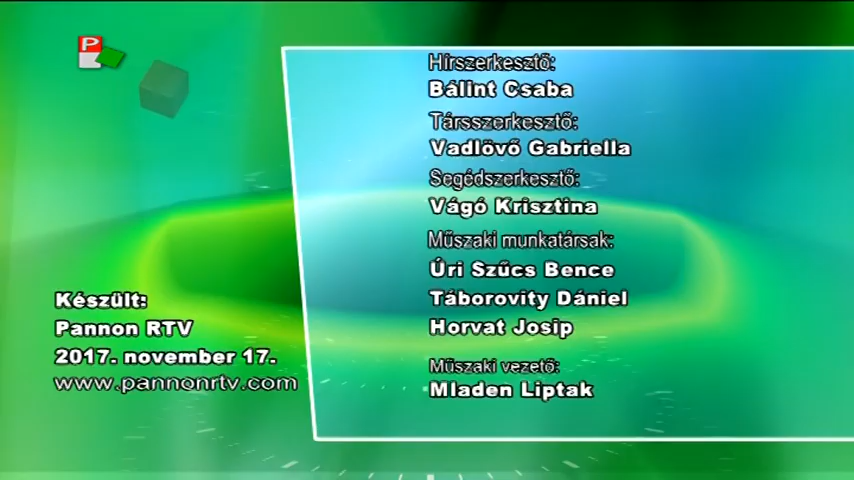 P
Hírszerkesztő:
Bálint Csaba
Társszerkesztő:
Vadlövő Gabriella
Segédszerkesztő:
Vágó Krisztina
Műszaki munkatársak:
Úri Szűcs Bence
Táborovity Dániel
Horvat Josip
Műszaki vezető:
Mladen Liptak
Készült:
Pannon RTV
2017. november 17.
www.pannonrtv.com